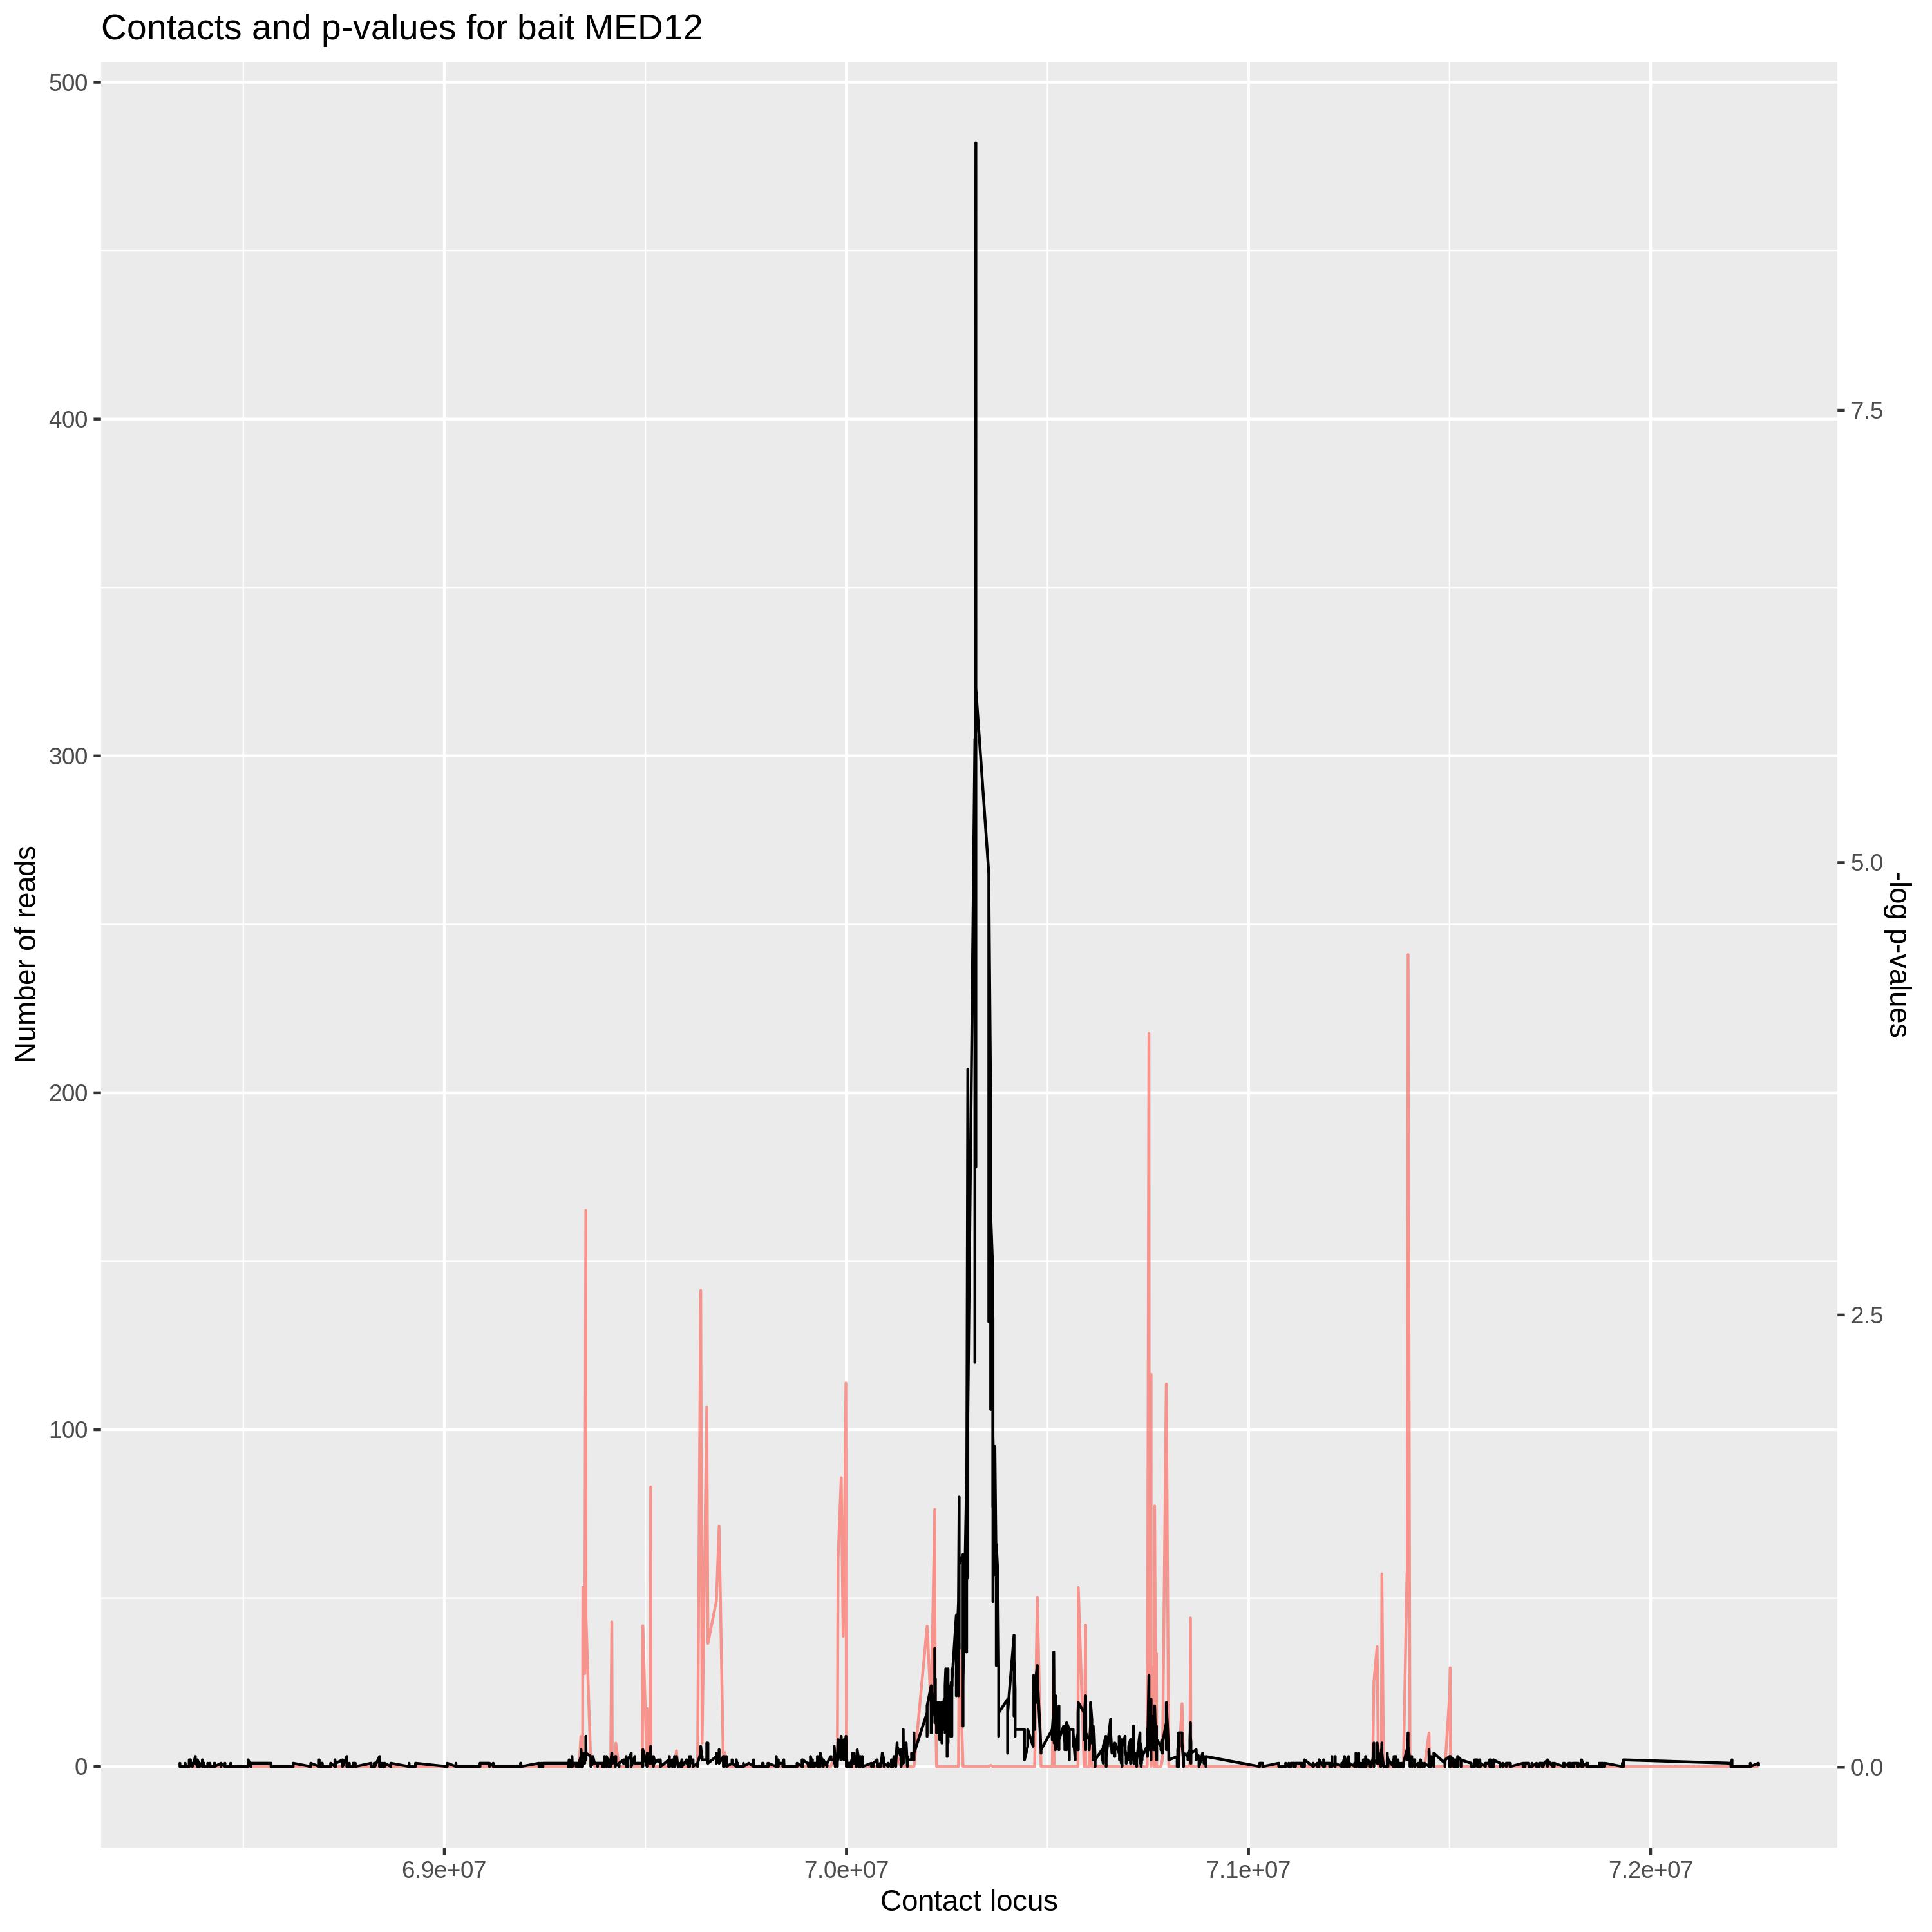 Contacts and p-values for bait MED12
500
400
300
200
100
0
Number of reads
7.5
5.0
2.5
0.0
-log p-values
6.9e+07
7.0e+07
7.1e+07
7.2e+07
Contact locus